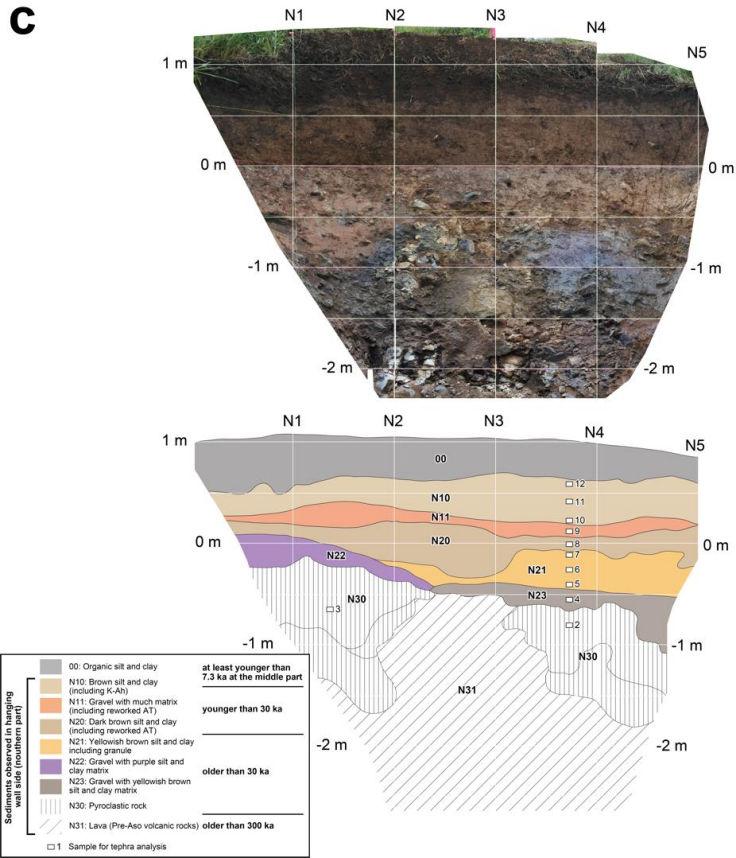 C
N1 N2 N3 N4 N5
1 m
0 m 0 m
-1 m -1 m
-2 m -2 m
N1 N2 N3 N4 N5
1 m
00
12
N10 11
N11 10
9
0 m N20 8 0 m
7
N22 N21 6
5
N23 4
N30 3
2
-1 m N30 -1 m
N31
-2 m -2 m
Sediments observed in hanging
wall side (nouthern part)
00: Organic silt and clay
at least younger than
7.3 ka at the middle part
N10: Brown silt and clay
(including K-Ah)
N11: Gravel with much matrix
(including reworked AT)
younger than 30 ka
N20: Dark brown silt and clay
(including reworked AT)
N21: Yellowish brown silt and clay
including granule
N22: Gravel with purple silt and
clay matrix
older than 30 ka
N23: Gravel with yellowish brown
silt and clay matrix
N30: Pyroclastic rock
N31: Lava (Pre-Aso volcanic rocks) older than 300 ka
1 Sample for tephra analysis